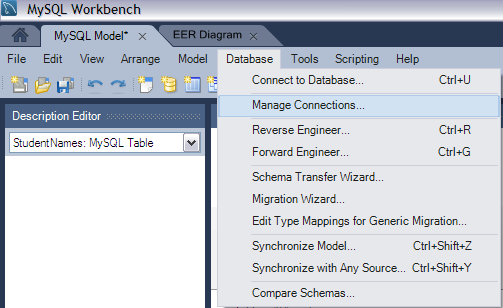 MySQL Workbench
MySQL Model* EER Diagram
File Edit View Arrange Model Database Tools Scripting Help
Connect to Database... Ctrl+U
Manage Connections...
Description Editor
Reverse Engineer... Ctrl+R
StudentNames: MySQL Table
Forward Engineer... Ctrl+G
Schema Transfer Wizard...
Migration Wizard...
Edit Type Mappings for Generic Migration...
Synchronize Model... Ctrl+Shift+Z
Synchronize with Any Source... Ctrl+Shift+Y
Compare Schemas...